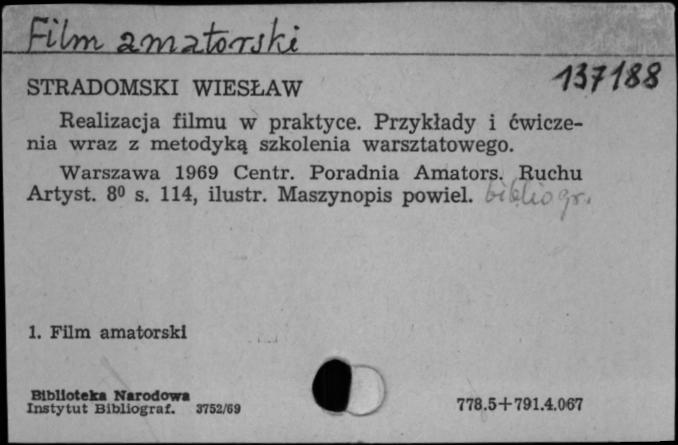 Film amatorski
137188
STRADOMSKI WIESŁAW
Realizacja filmu w praktyce. Przykłady i ćwicze-
nia wraz z metodyką szkolenia warsztatowego.
Warszawa 1969 Centr. Poradnia Amators. Ruchu
Artyst. 8⁰ s. 114, ilustr. Maszynopis powiel. bibliogr.
1. Film amatorski
Biblioteka Narodowa
Instytut Bibliograf. 3752/69
778.5+791.4.067